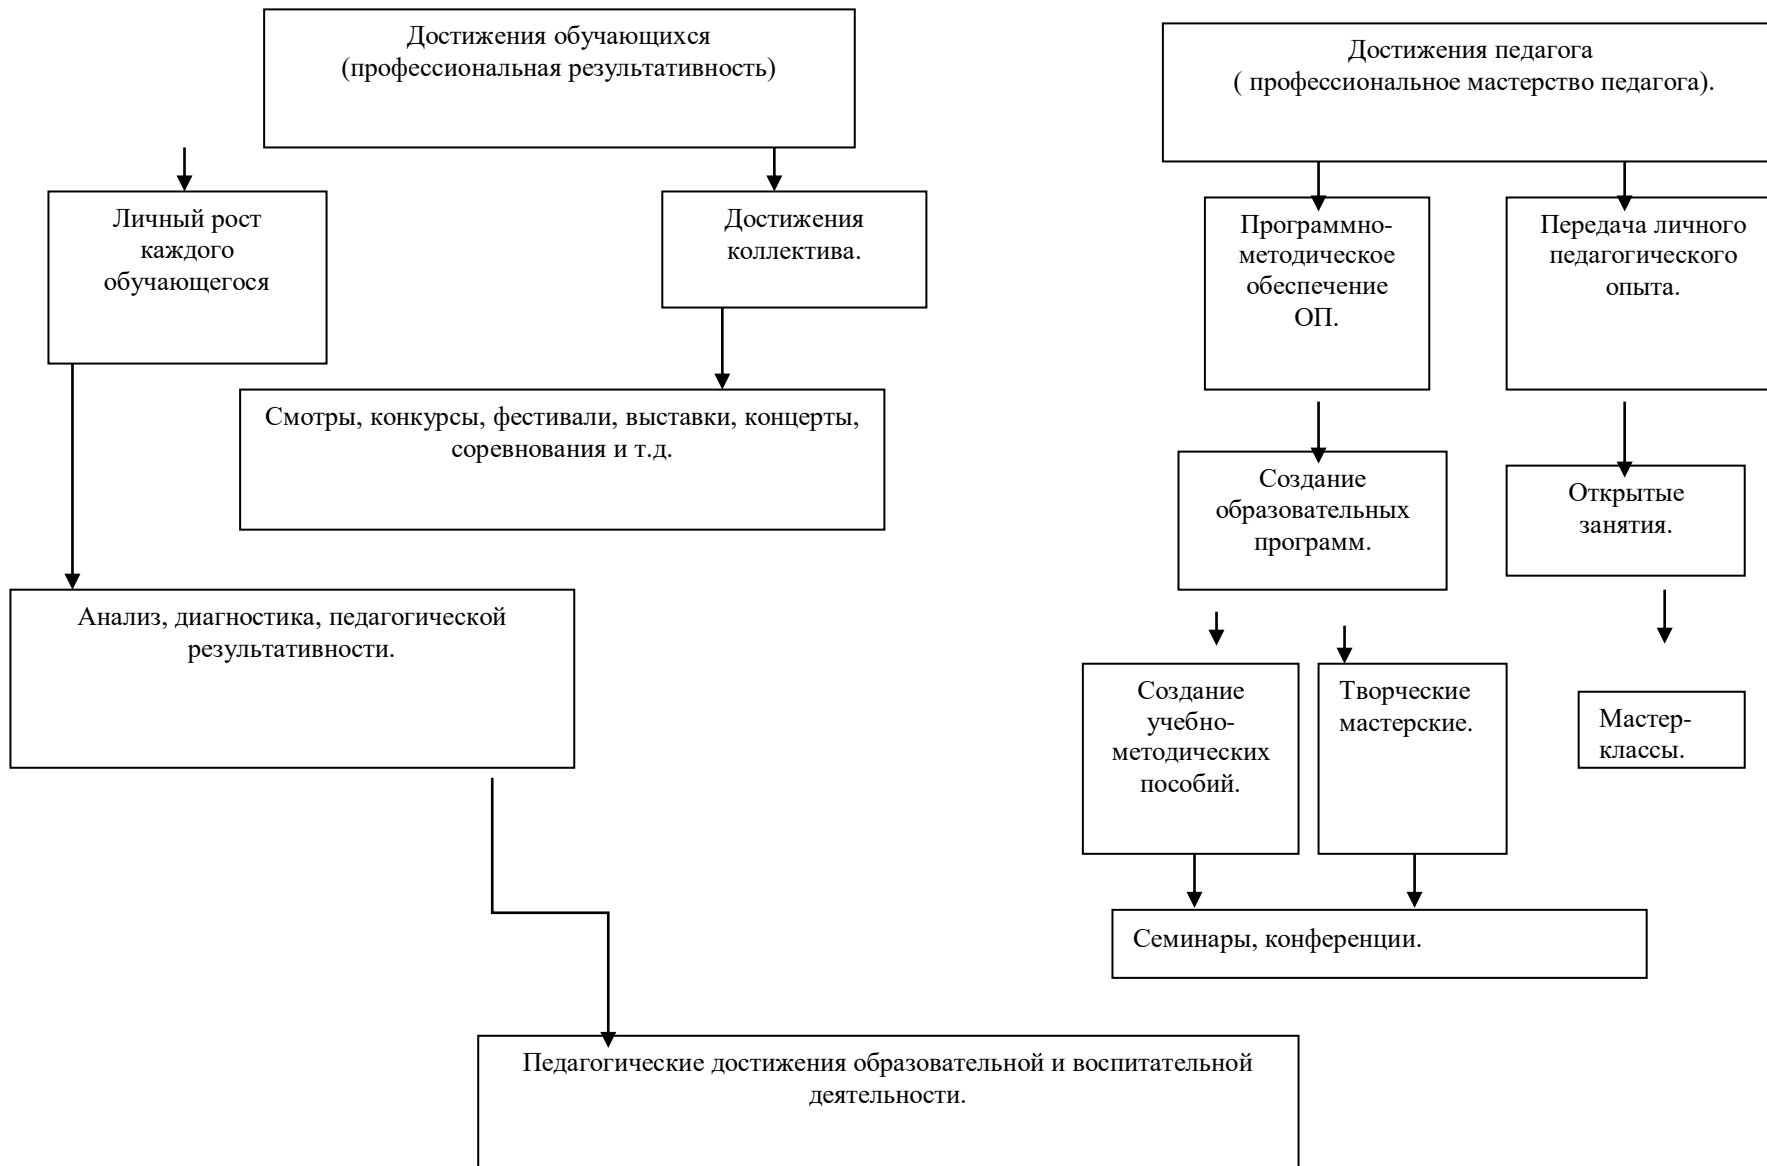 Достижения обучающихся
(профессиональная результативность)
Достижения педагога
( профессиональное мастерство педагога).
Личный рост
каждого
обучающегося
Достижения
коллектива.
Программно-
методическое
обеспечение
ОП.
Передача личного
педагогического
опыта.
Смотры, конкурсы, фестивали, выставки, концерты,
соревнования и т.д.
Создание
образовательных
программ.
Открытые
занятия.
Анализ, диагностика, педагогической
результативности.
Создание
учебно-
методических
пособий.
Творческие
мастерские.
Мастер-
классы.
Семинары, конференции.
Педагогические достижения образовательной и воспитательной
деятельности.